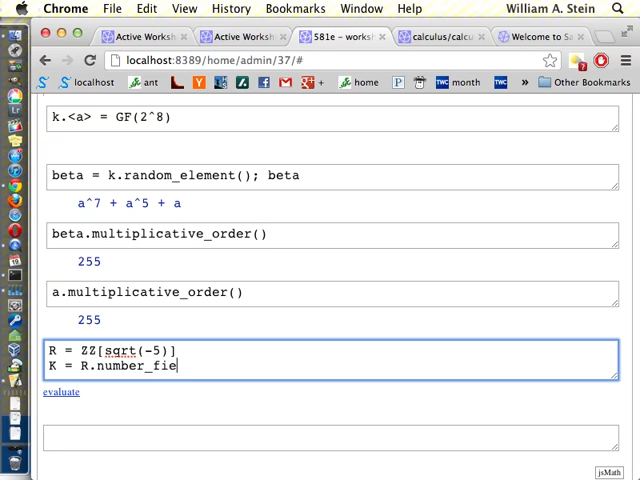 Chrome File Edit View History Bookmarks Window Help William A. Stein
Active Worksh Active Worksh 581e – worksh calculus/calcu Welcome to Sa
localhost:8389/home/admin/37/#
localhost ant home month TWC Other Bookmarks
k.<a> = GF(2^8)
beta = k.random_element(); beta
a^7 + a^5 + a
beta.multiplicative_order()
255
a.multiplicative_order()
255
R = ZZ[sqrt(-5)]
K = R.number_fie
evaluate
jsMath